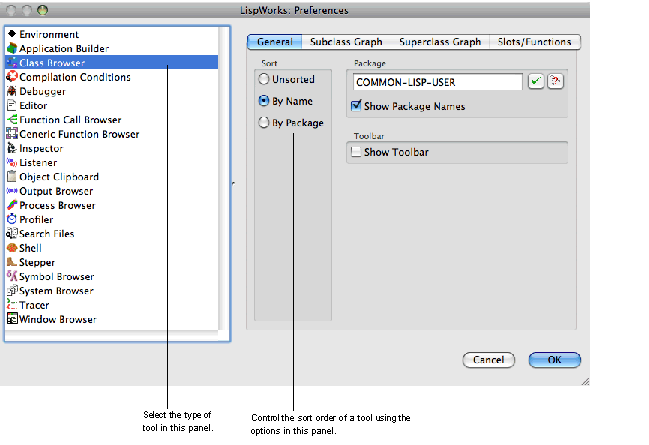 LispWorks: Preferences
Environment
Application Builder
Class Browser
Compilation Conditions
Debugger
Editor
Function Call Browser
Generic Function Browser
Inspector
Listener
Object Clipboard
Output Browser
Process Browser
Profiler
Search Files
Shell
Stepper
Symbol Browser
System Browser
Tracer
Window Browser
General Subclass Graph Superclass Graph Slots/Functions
Sort
Unsorted
By Name
By Package
Package
COMMON-LISP-USER
Show Package Names
Toolbar
Show Toolbar
Cancel OK
Select the type of
tool in this panel.
Control the sort order of a tool using the
options in this panel.